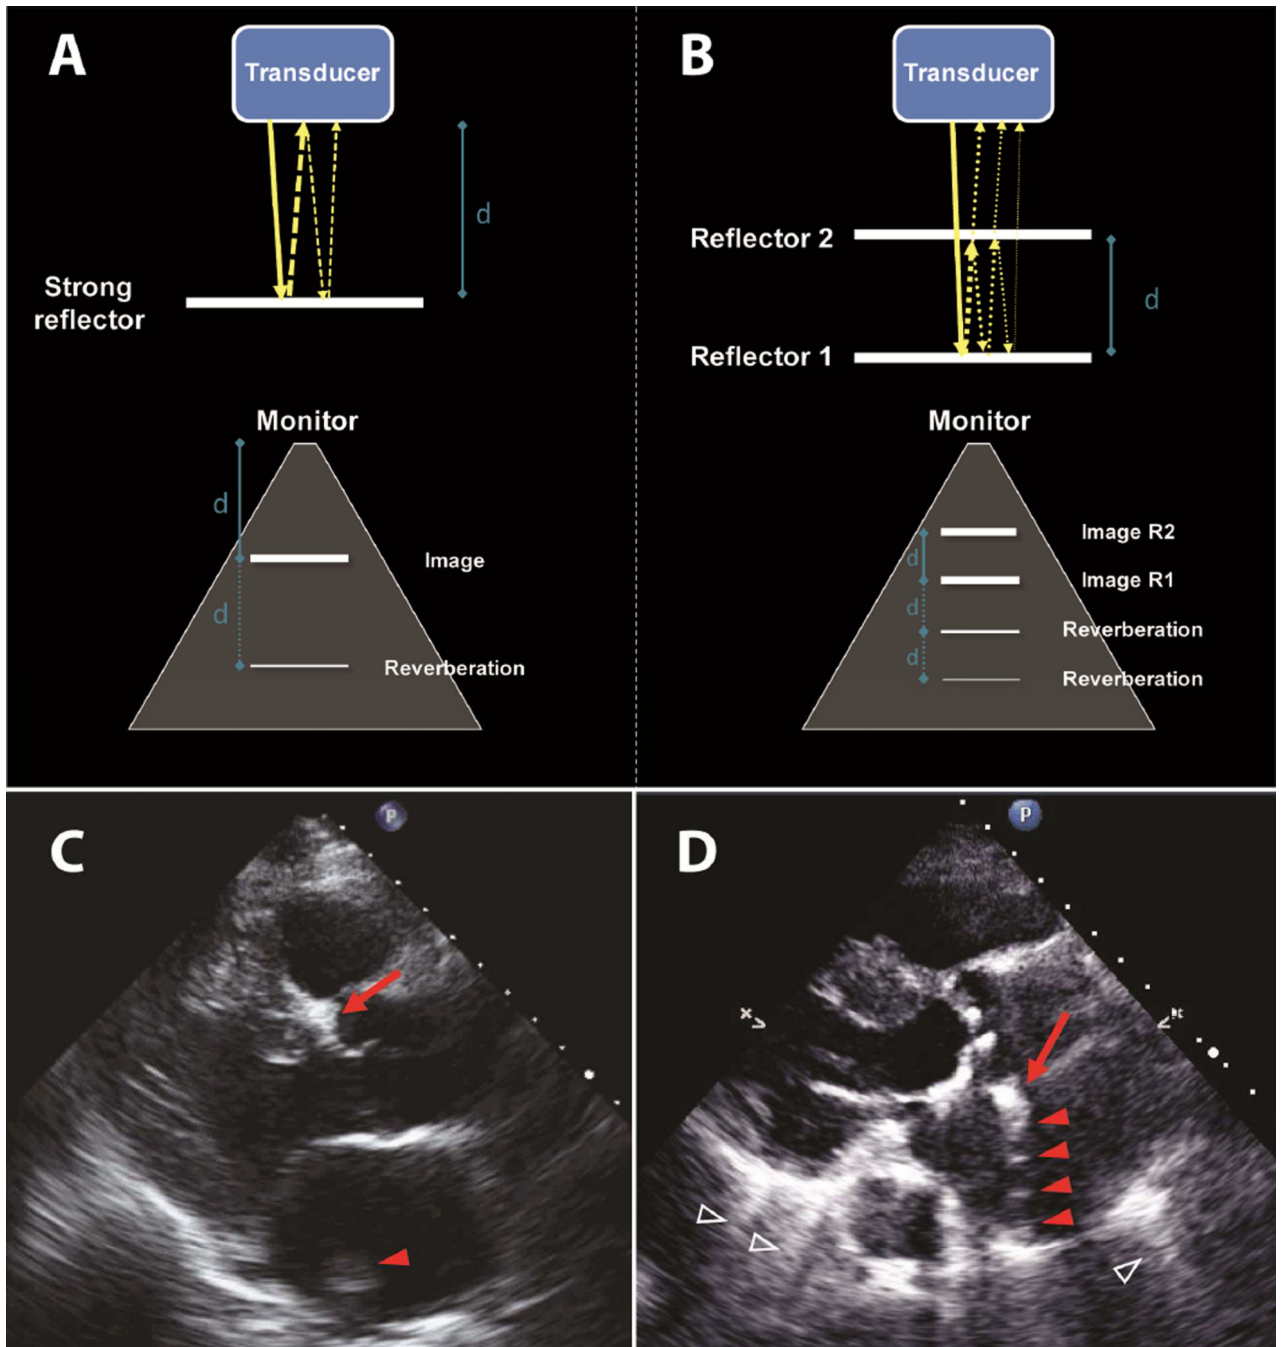 A
Transducer
d
Strong
reflector
Monitor
d
Image
d
Reverberation
B
Transducer
Reflector 2
d
Reflector 1
Monitor
Image R2
d
Image R1
d
Reverberation
d
Reverberation
C
P
D
P